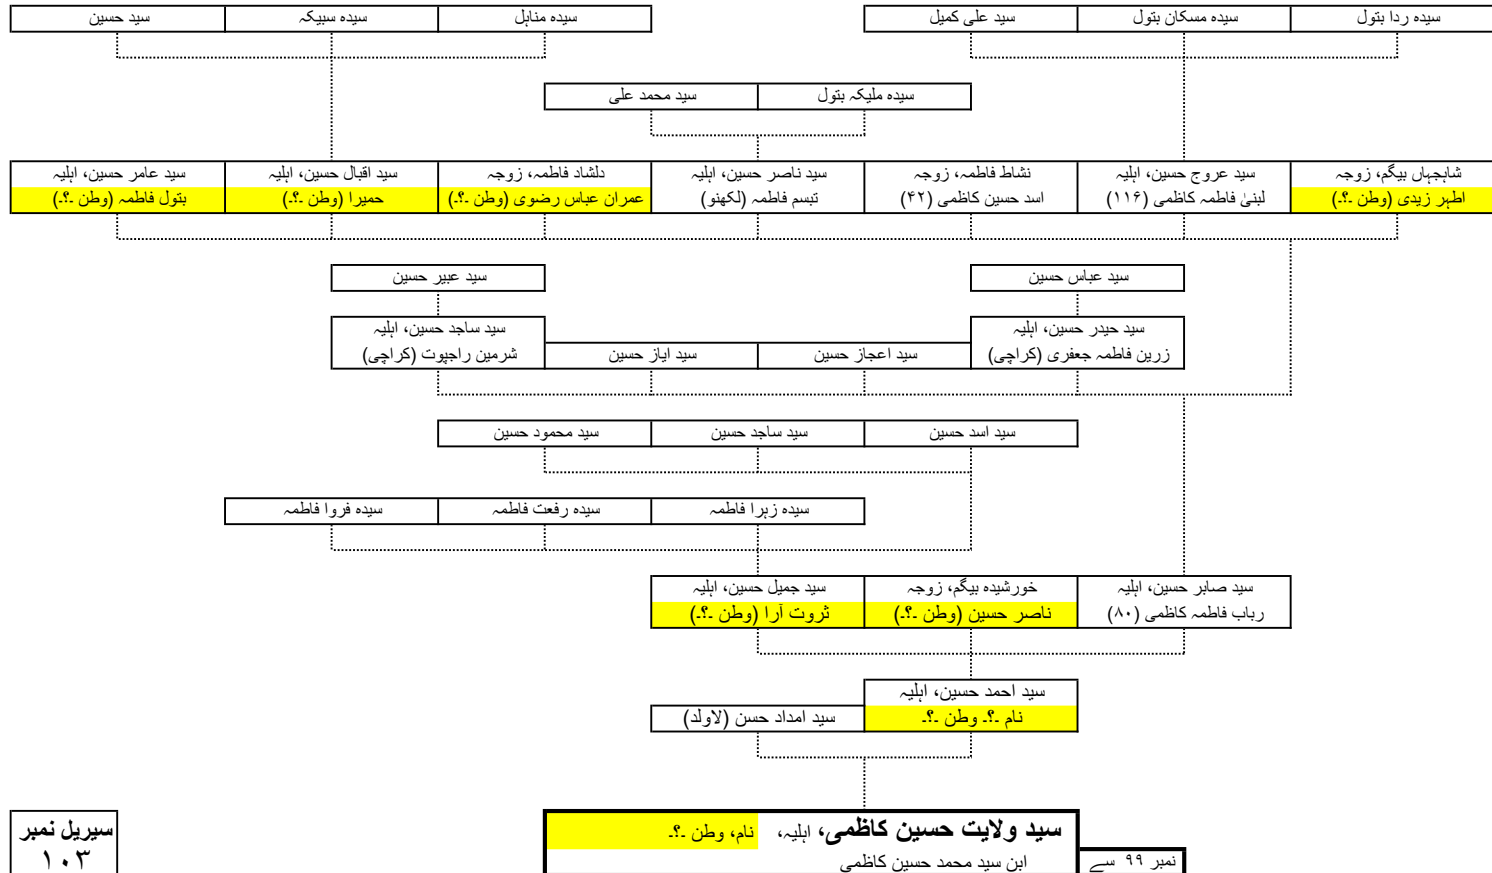 سیدہ ردا بتول
سیدہ مسکان بتول
سید علی کمیل
سیدہ مناہل
سیدہ سبیکہ
سید حسین
سیدہ ملیکہ بتول
سید محمد علی
شاہجہاں بیگم، زوجہ
اطہر زیدی (وطن ۔؟۔)
سید عروج حسین، اہلیہ
لبنیٰ فاطمہ کاظمی (۱۱۶)
نشاط فاطمہ، زوجہ
اسد حسین کاظمی (۴۲)
سید ناصر حسین، اہلیہ
تبسم فاطمہ (لکھنو)
دلشاد فاطمہ، زوجہ
عمران عباس رضوی (وطن ۔؟۔)
سید اقبال حسین، اہلیہ
حمیرا (وطن ۔؟۔)
سید عامر حسین، اہلیہ
بتول فاطمہ (وطن ۔؟۔)
سید عباس حسین
سید عبیر حسین
سید حیدر حسین، اہلیہ
زرین فاطمہ جعفری (کراچی)
سید اعجاز حسین
سید ایاز حسین
سید ساجد حسین، اہلیہ
شرمین راجپوت (کراچی)
سید اسد حسین
سید ساجد حسین
سید محمود حسین
سیدہ زہرا فاطمہ
سیدہ رفعت فاطمہ
سیدہ فروا فاطمہ
سید صابر حسین، اہلیہ
رباب فاطمہ کاظمی (۸۰)
خورشیدہ بیگم، زوجہ
ناصر حسین (وطن ۔؟۔)
سید جمیل حسین، اہلیہ
ثروت آرا (وطن ۔؟۔)
سید احمد حسین، اہلیہ
نام ۔؟۔ وطن ۔؟۔
سید امداد حسن (لاولد)
سید ولایت حسین کاظمی، اہلیہ، نام، وطن ۔؟۔
ابن سید محمد حسین کاظمی
نمبر ۹۹ سے
سیریل نمبر
۱۰۳